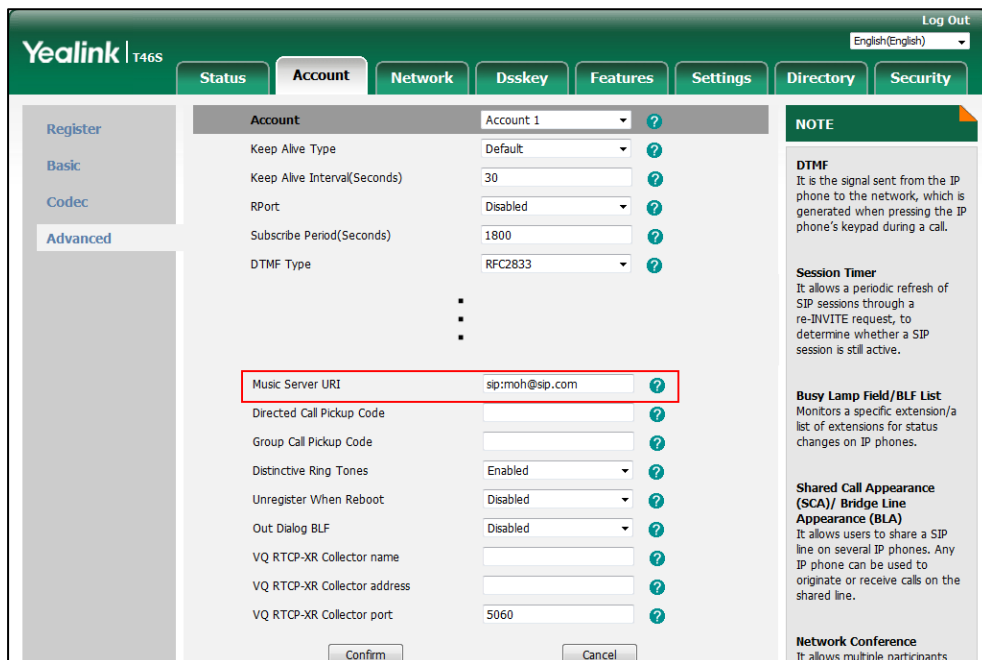 Log Out
Yealink T46S
English(English)
Status Account Network Dsskey Features Settings Directory Security
Register
Basic
Codec
Advanced
Account Account 1 ?
Keep Alive Type Default ?
Keep Alive Interval(Seconds) 30 ?
RPort Disabled ?
Subscribe Period(Seconds) 1800 ?
DTMF Type RFC2833 ?
Music Server URI sip:moh@sip.com ?
Directed Call Pickup Code ?
Group Call Pickup Code ?
Distinctive Ring Tones Enabled ?
Unregister When Reboot Disabled ?
Out Dialog BLF Disabled ?
VQ RTCP-XR Collector name ?
VQ RTCP-XR Collector address ?
VQ RTCP-XR Collector port 5060 ?
Confirm Cancel
NOTE
DTMF
It is the signal sent from the IP
phone to the network, which is
generated when pressing the IP
phone's keypad during a call.
Session Timer
It allows a periodic refresh of
SIP sessions through a
re-INVITE request, to
determine whether a SIP
session is still active.
Busy Lamp Field/BLF List
Monitors a specific extension/a
list of extensions for status
changes on IP phones.
Shared Call Appearance
(SCA)/ Bridge Line
Appearance (BLA)
It allows users to share a SIP
line on several IP phones. Any
IP phone can be used to
originate or receive calls on the
shared line.
Network Conference
It allows multiple participants